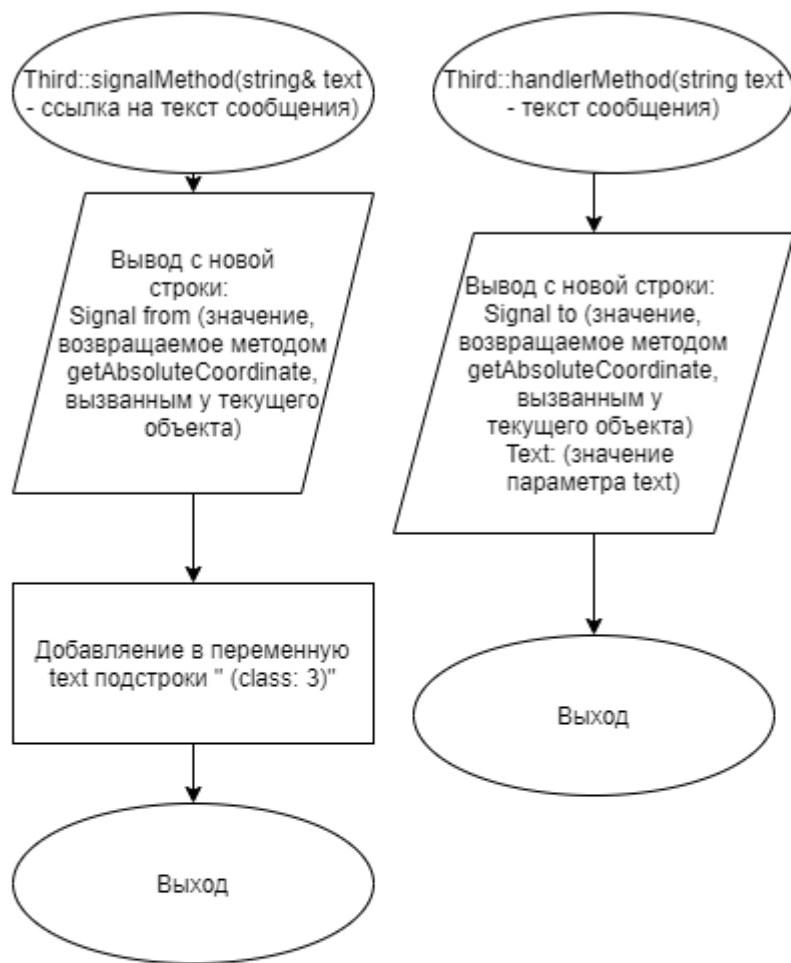 Third::signalMethod(string& text
- ссылка на текст сообщения)
Вывод с новой
строки:
Signal from (значение,
возвращаемое методом
getAbsoluteCoordinate,
вызванным у текущего
объекта)
Добавляение в переменную
text подстроки " (class: 3)"
Выход
Third::handlerMethod(string text
- текст сообщения)
Вывод с новой строки:
Signal to (значение,
возвращаемое методом
getAbsoluteCoordinate,
вызванным у
текущего объекта)
Text: (значение
параметра text)
Выход